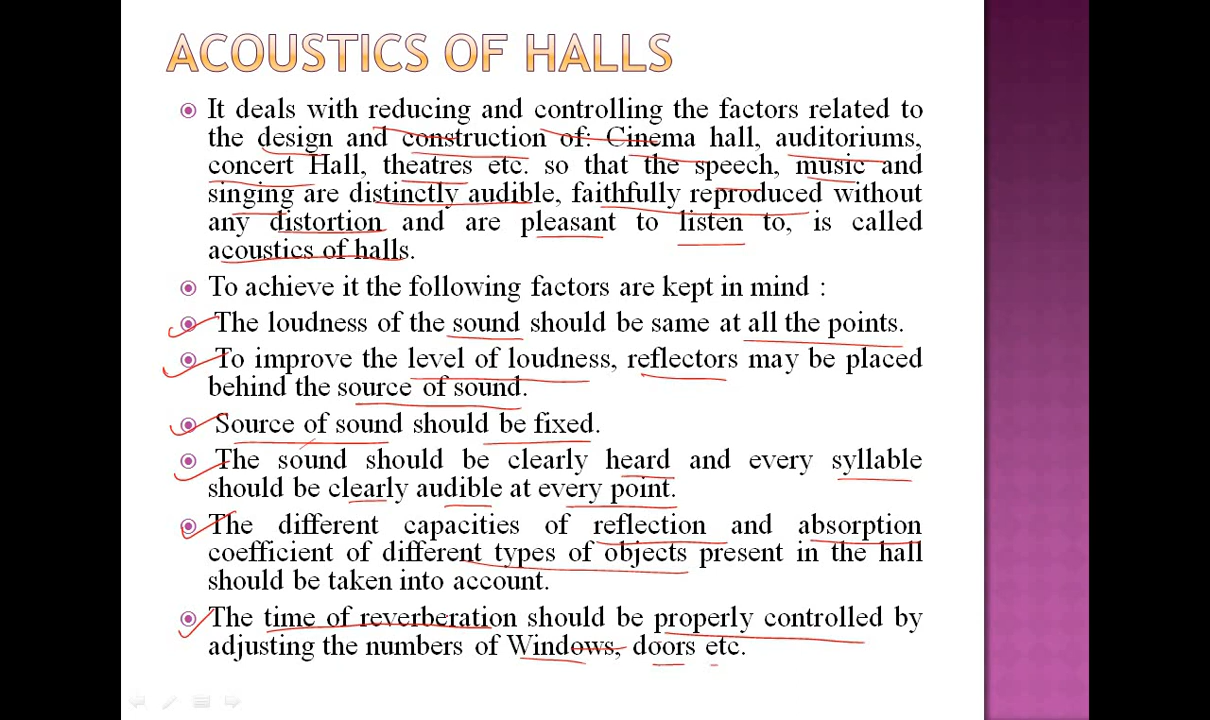 ACOUSTICS OF HALLS
It deals with reducing and controlling the factors related to
the design and construction of: Cinema hall, auditoriums,
concert Hall, theatres etc. so that the speech, music and
singing are distinctly audible, faithfully reproduced without
any distortion and are pleasant to listen to, is called
acoustics of halls.
To achieve it the following factors are kept in mind :
The loudness of the sound should be same at all the points.
To improve the level of loudness, reflectors may be placed
behind the source of sound.
Source of sound should be fixed.
The sound should be clearly heard and every syllable
should be clearly audible at every point.
The different capacities of reflection and absorption
coefficient of different types of objects present in the hall
should be taken into account.
The time of reverberation should be properly controlled by
adjusting the numbers of Windows, doors etc.